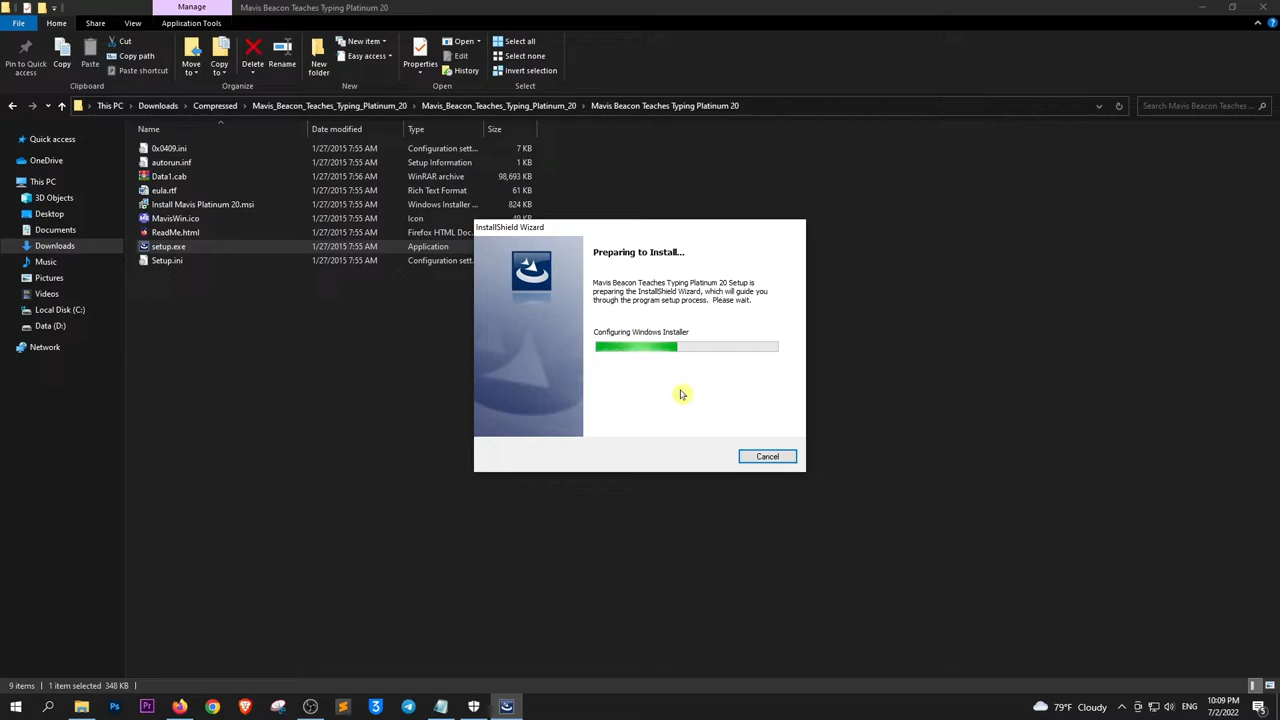 Manage
Mavis Beacon Teaches Typing Platinum 20
File
Home
Share
View
Application Tools
Pin to Quick access
Copy
Paste
Cut
Copy path
Paste shortcut
Clipboard
Move to
Copy to
Delete
Rename
Organize
New folder
New item
Easy access
New
Properties
Open
Edit
History
Open
Select all
Select none
Invert selection
Select
This PC > Downloads > Compressed > Mavis_Beacon_Teaches_Typing_Platinum_20 > Mavis_Beacon_Teaches_Typing_Platinum_20 > Mavis Beacon Teaches Typing Platinum 20
Search Mavis Beacon Teaches ...
Quick access
OneDrive
This PC
3D Objects
Desktop
Documents
Downloads
Music
Pictures
Videos
Local Disk (C:)
Data (D:)
Network
Name Date modified Type Size
0x0409.ini 1/27/2015 7:55 AM Configuration sett... 7 KB
autorun.inf 1/27/2015 7:55 AM Setup Information 1 KB
Data1.cab 1/27/2015 7:56 AM WinRAR archive 98,693 KB
eula.rtf 1/27/2015 7:55 AM Rich Text Format 61 KB
Install Mavis Platinum 20.msi 1/27/2015 7:55 AM Windows Installer ... 824 KB
MavisWin.ico 1/27/2015 7:55 AM Icon 49 KB
ReadMe.html 1/27/2015 7:55 AM Firefox HTML Doc...
setup.exe 1/27/2015 7:55 AM Application
Setup.ini 1/27/2015 7:55 AM Configuration sett...
InstallShield Wizard
Preparing to Install...
Mavis Beacon Teaches Typing Platinum 20 Setup is
preparing the InstallShield Wizard, which will guide you
through the program setup process. Please wait.
Configuring Windows Installer
Cancel
9 items
1 item selected 348 KB
Ps
Pr
79°F Cloudy
ENG
10:09 PM
7/2/2022